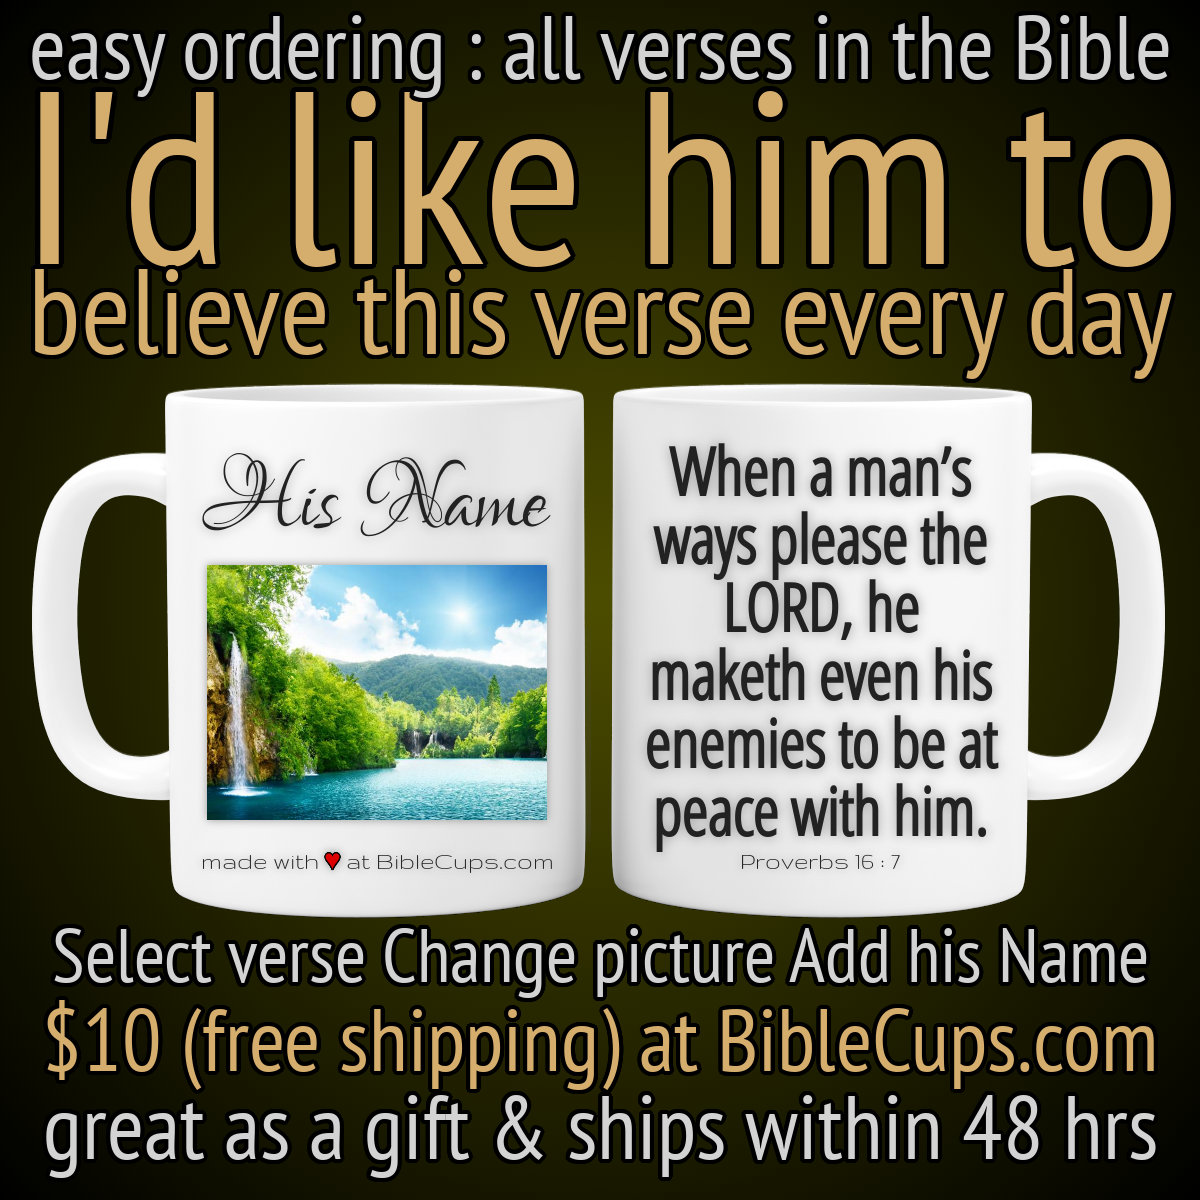 easy ordering : all verses in the Bible
I'd like him to
believe this verse every day
His Name
made with ❤ at BibleCups.com
When a man’s
ways please the
LORD, he
maketh even his
enemies to be at
peace with him.
Proverbs 16 : 7
Select verse Change picture Add his Name
$10 (free shipping) at BibleCups.com
great as a gift & ships within 48 hrs